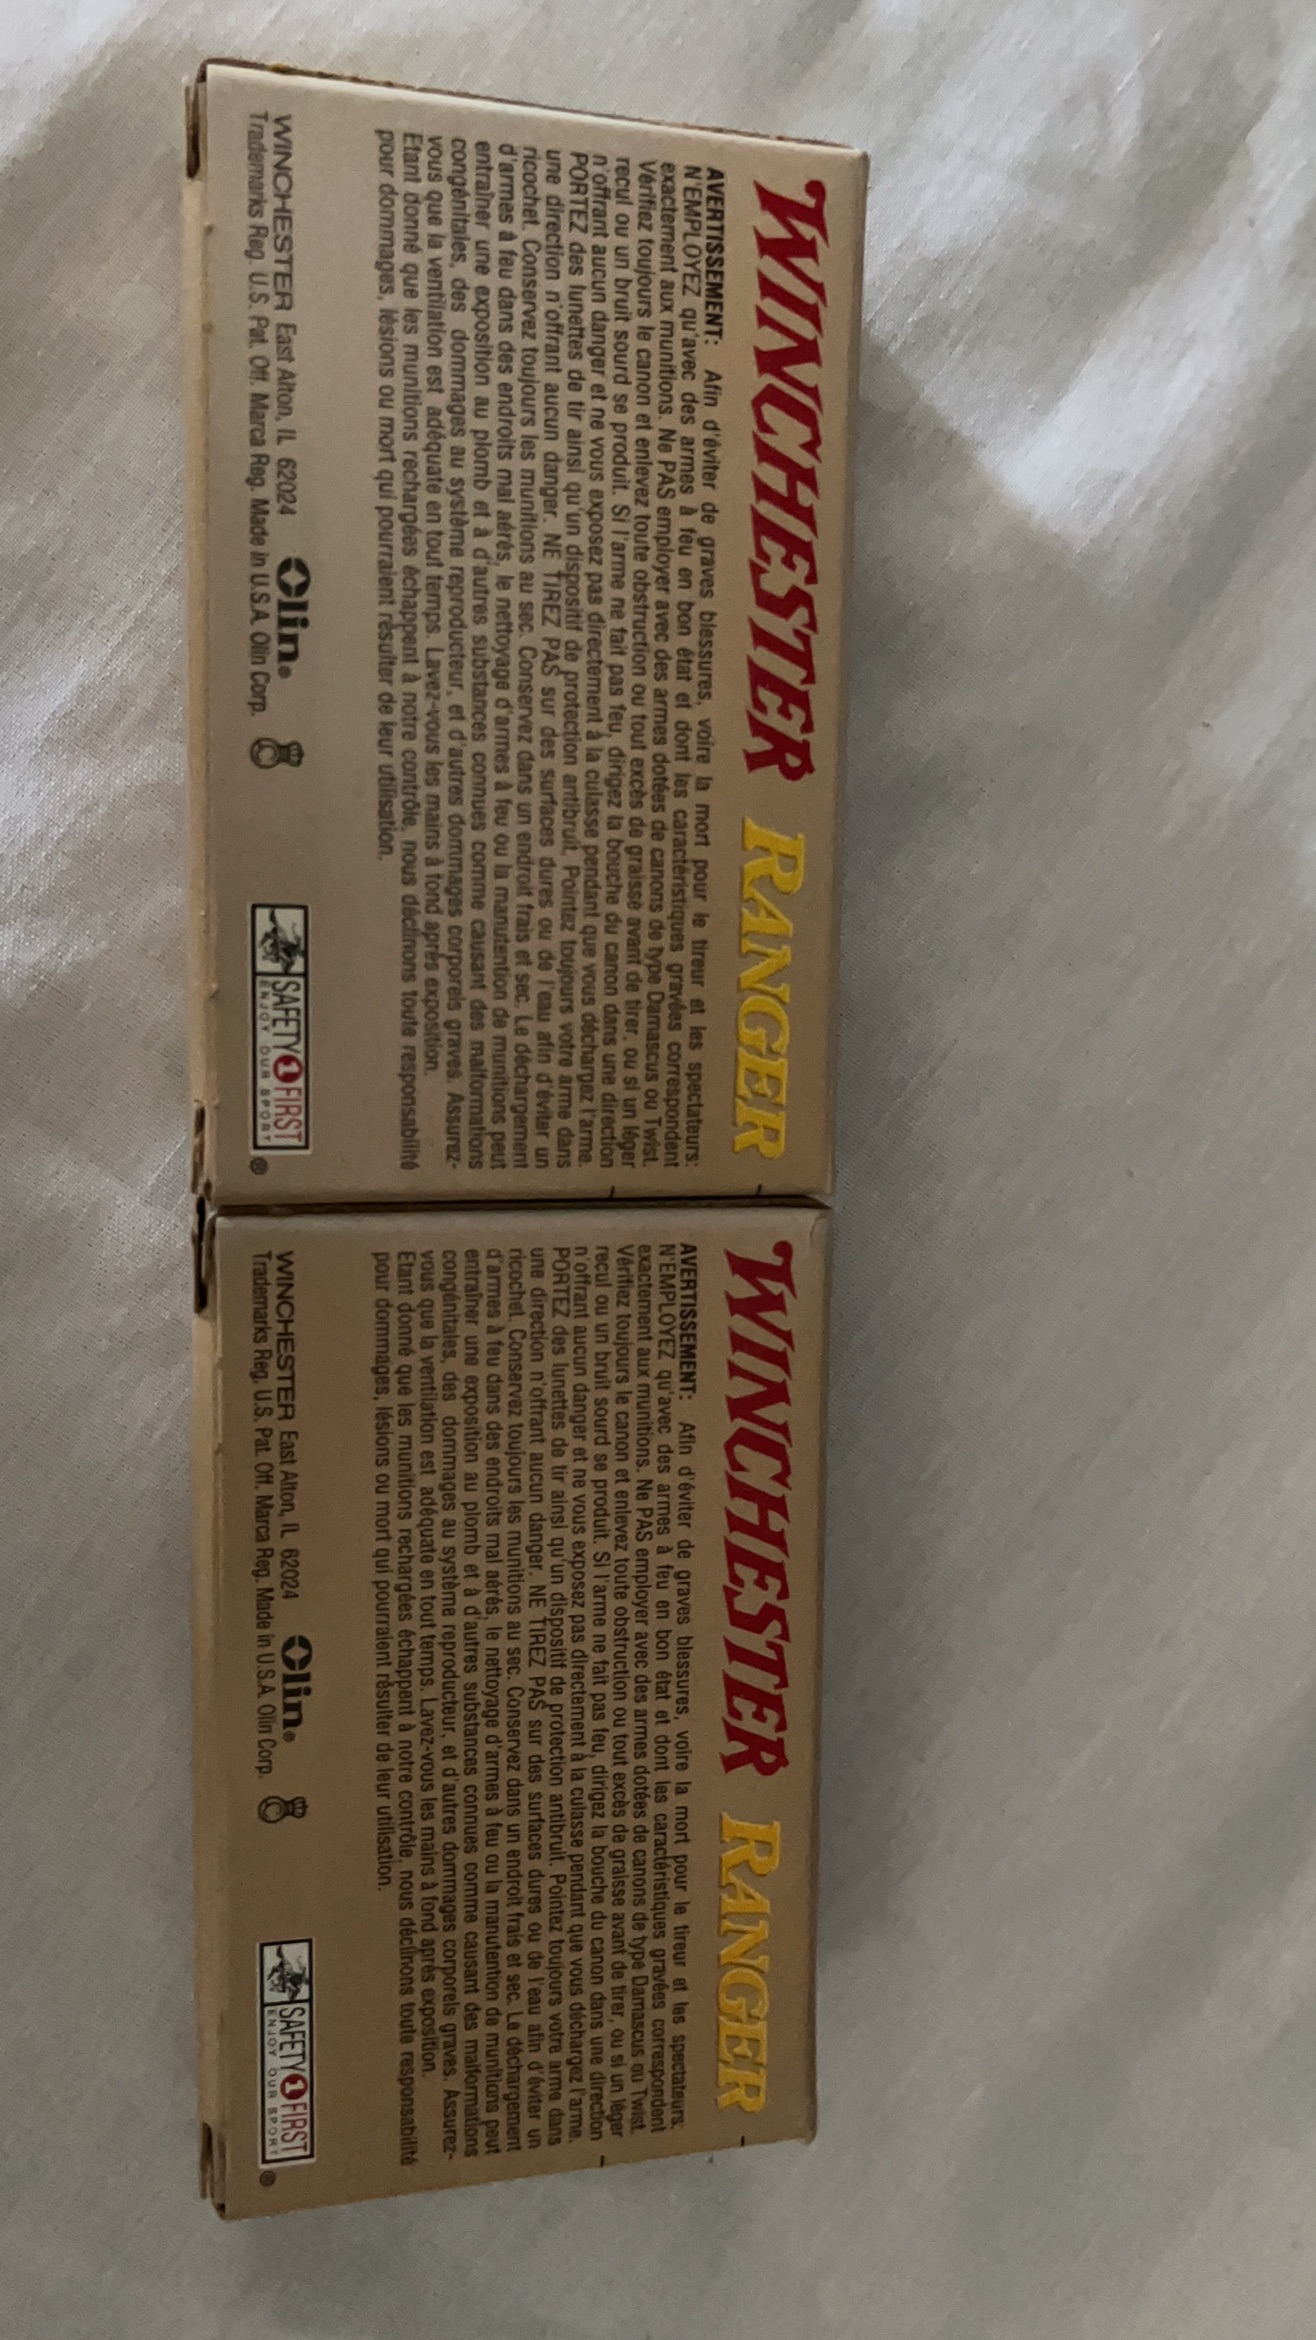 WINCHESTER RANGER
AVERTISSEMENT: Afin d'éviter de graves blessures, voire la mort pour le tireur et les spectateurs:
N'EMPLOYEZ qu'avec des armes à feu en bon état et dont les caractéristiques gravées correspondent
exactement aux munitions. Ne PAS employer avec des armes dotées de canons de type Damascus ou Twist.
Vérifiez toujours le canon et enlevez toute obstruction ou tout excès de graisse avant de tirer, ou si un léger
recul ou un bruit sourd se produit. Si l'arme ne fait pas feu, dirigez la bouche du canon dans une direction
n'offrant aucun danger et ne vous exposez pas directement à la culasse pendant que vous déchargez l'arme.
PORTEZ des lunettes de tir ainsi qu'un dispositif de protection antibruit. Pointez toujours votre arme dans
une direction n'offrant aucun danger. NE TIREZ PAS sur des surfaces dures ou de l'eau afin d'éviter un
ricochet. Conservez toujours les munitions au sec. Conservez dans un endroit frais et sec. Le déchargement
d'armes à feu dans des endroits mal aérés, le nettoyage d'armes à feu ou la manutention de munitions peut
entraîner une exposition au plomb et à d'autres substances connues comme causant des malformations
congénitales, des dommages au système reproducteur, et d'autres dommages corporels graves. Assurez-
vous que la ventilation est adéquate en tout temps. Lavez-vous les mains à fond après exposition.
Etant donné que les munitions rechargées échappent à notre contrôle, nous déclinons toute responsabilité
pour dommages, lésions ou mort qui pourraient résulter de leur utilisation.
WINCHESTER East Alton, IL 62024 Olin®
Trademarks Reg. U.S. Pat. Off. Marca Reg. Made in U.S.A. Olin Corp.
SAFETY 1 FIRST
ENJOY OUR SPORT ®
WINCHESTER RANGER
AVERTISSEMENT: Afin d'éviter de graves blessures, voire la mort pour le tireur et les spectateurs:
N'EMPLOYEZ qu'avec des armes à feu en bon état et dont les caractéristiques gravées correspondent
exactement aux munitions. Ne PAS employer avec des armes dotées de canons de type Damascus ou Twist.
Vérifiez toujours le canon et enlevez toute obstruction ou tout excès de graisse avant de tirer, ou si un léger
recul ou un bruit sourd se produit. Si l'arme ne fait pas feu, dirigez la bouche du canon dans une direction
n'offrant aucun danger et ne vous exposez pas directement à la culasse pendant que vous déchargez l'arme.
PORTEZ des lunettes de tir ainsi qu'un dispositif de protection antibruit. Pointez toujours votre arme dans
une direction n'offrant aucun danger. NE TIREZ PAS sur des surfaces dures ou de l'eau afin d'éviter un
ricochet. Conservez toujours les munitions au sec. Conservez dans un endroit frais et sec. Le déchargement
d'armes à feu dans des endroits mal aérés, le nettoyage d'armes à feu ou la manutention de munitions peut
entraîner une exposition au plomb et à d'autres substances connues comme causant des malformations
congénitales, des dommages au système reproducteur, et d'autres dommages corporels graves. Assurez-
vous que la ventilation est adéquate en tout temps. Lavez-vous les mains à fond après exposition.
Etant donné que les munitions rechargées échappent à notre contrôle, nous déclinons toute responsabilité
pour dommages, lésions ou mort qui pourraient résulter de leur utilisation.
WINCHESTER East Alton, IL 62024 Olin®
Trademarks Reg. U.S. Pat. Off. Marca Reg. Made in U.S.A. Olin Corp.
SAFETY 1 FIRST
ENJOY OUR SPORT ®